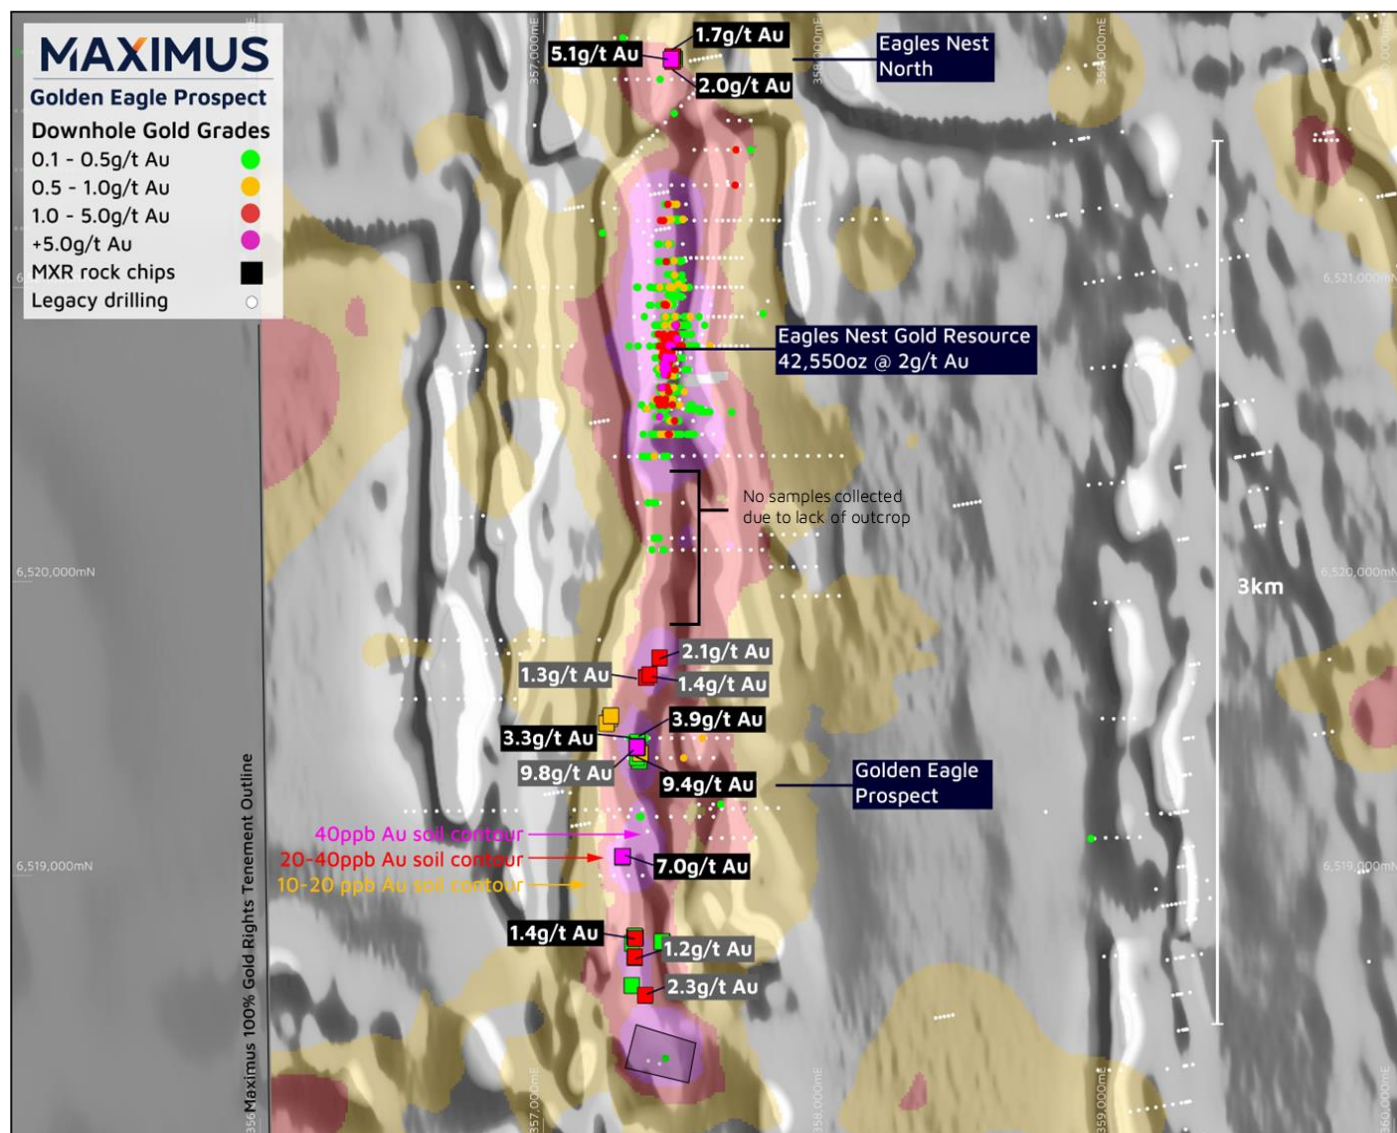 MAXIMUS
Golden Eagle Prospect
Downhole Gold Grades
0.1 - 0.5g/t Au
0.5 - 1.0g/t Au
1.0 - 5.0g/t Au
+5.0g/t Au
MXR rock chips
Legacy drilling
357,000mE
358,000mE
359,000mE
1.7g/t Au
5.1g/t Au
2.0g/t Au
Eagles Nest
North
6,521,000mN
Eagles Nest Gold Resource
42,550oz @ 2g/t Au
No samples collected
due to lack of outcrop
6,520,000mN
6,520,000mN
3km
2.1g/t Au
1.3g/t Au
1.4g/t Au
3.9g/t Au
3.3g/t Au
9.8g/t Au
9.4g/t Au
Golden Eagle
Prospect
40ppb Au soil contour
20-40ppb Au soil contour
10-20 ppb Au soil contour
7.0g/t Au
6,519,000mN
6,519,000mN
1.4g/t Au
1.2g/t Au
2.3g/t Au
Maximus 100% Gold Rights Tenement Outline
357,000mE
358,000mE
359,000mE